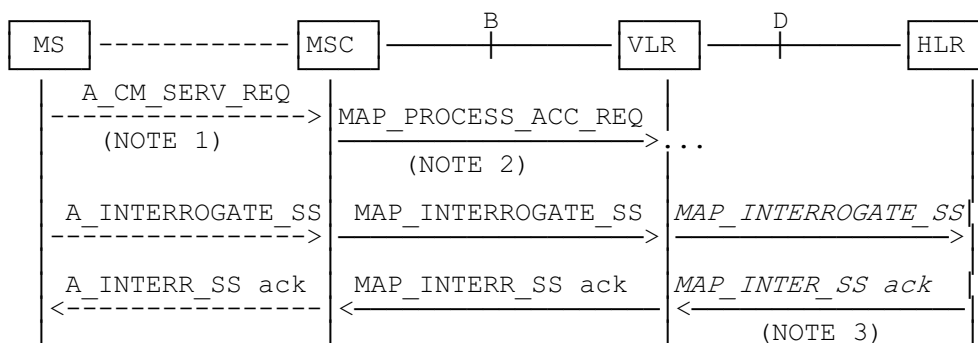 B D
MS MSC VLR HLR
A_CM_SERV_REQ
MAP_PROCESS_ACC_REQ
(NOTE 1) ...
(NOTE 2)
A_INTERROGATE_SS MAP_INTERROGATE_SS MAP_INTERROGATE_SS
A_INTERR_SS ack MAP_INTERR_SS ack MAP_INTER_SS ack
(NOTE 3)